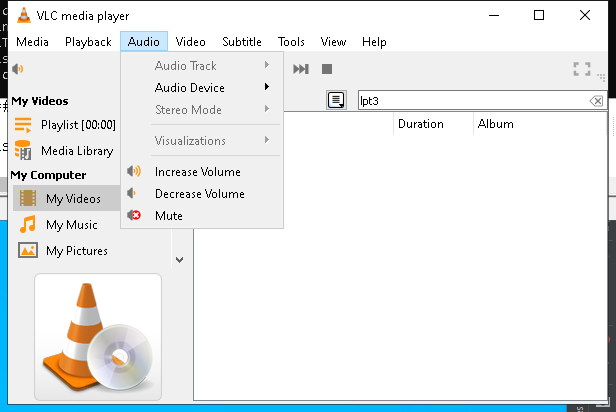 VLC media player
Media Playback Audio Video Subtitle Tools View Help
Audio Track
Audio Device
Stereo Mode
Visualizations
Increase Volume
Decrease Volume
Mute
lpt3
Duration Album
My Videos
Playlist [00:00]
Media Library
My Computer
My Videos
My Music
My Pictures